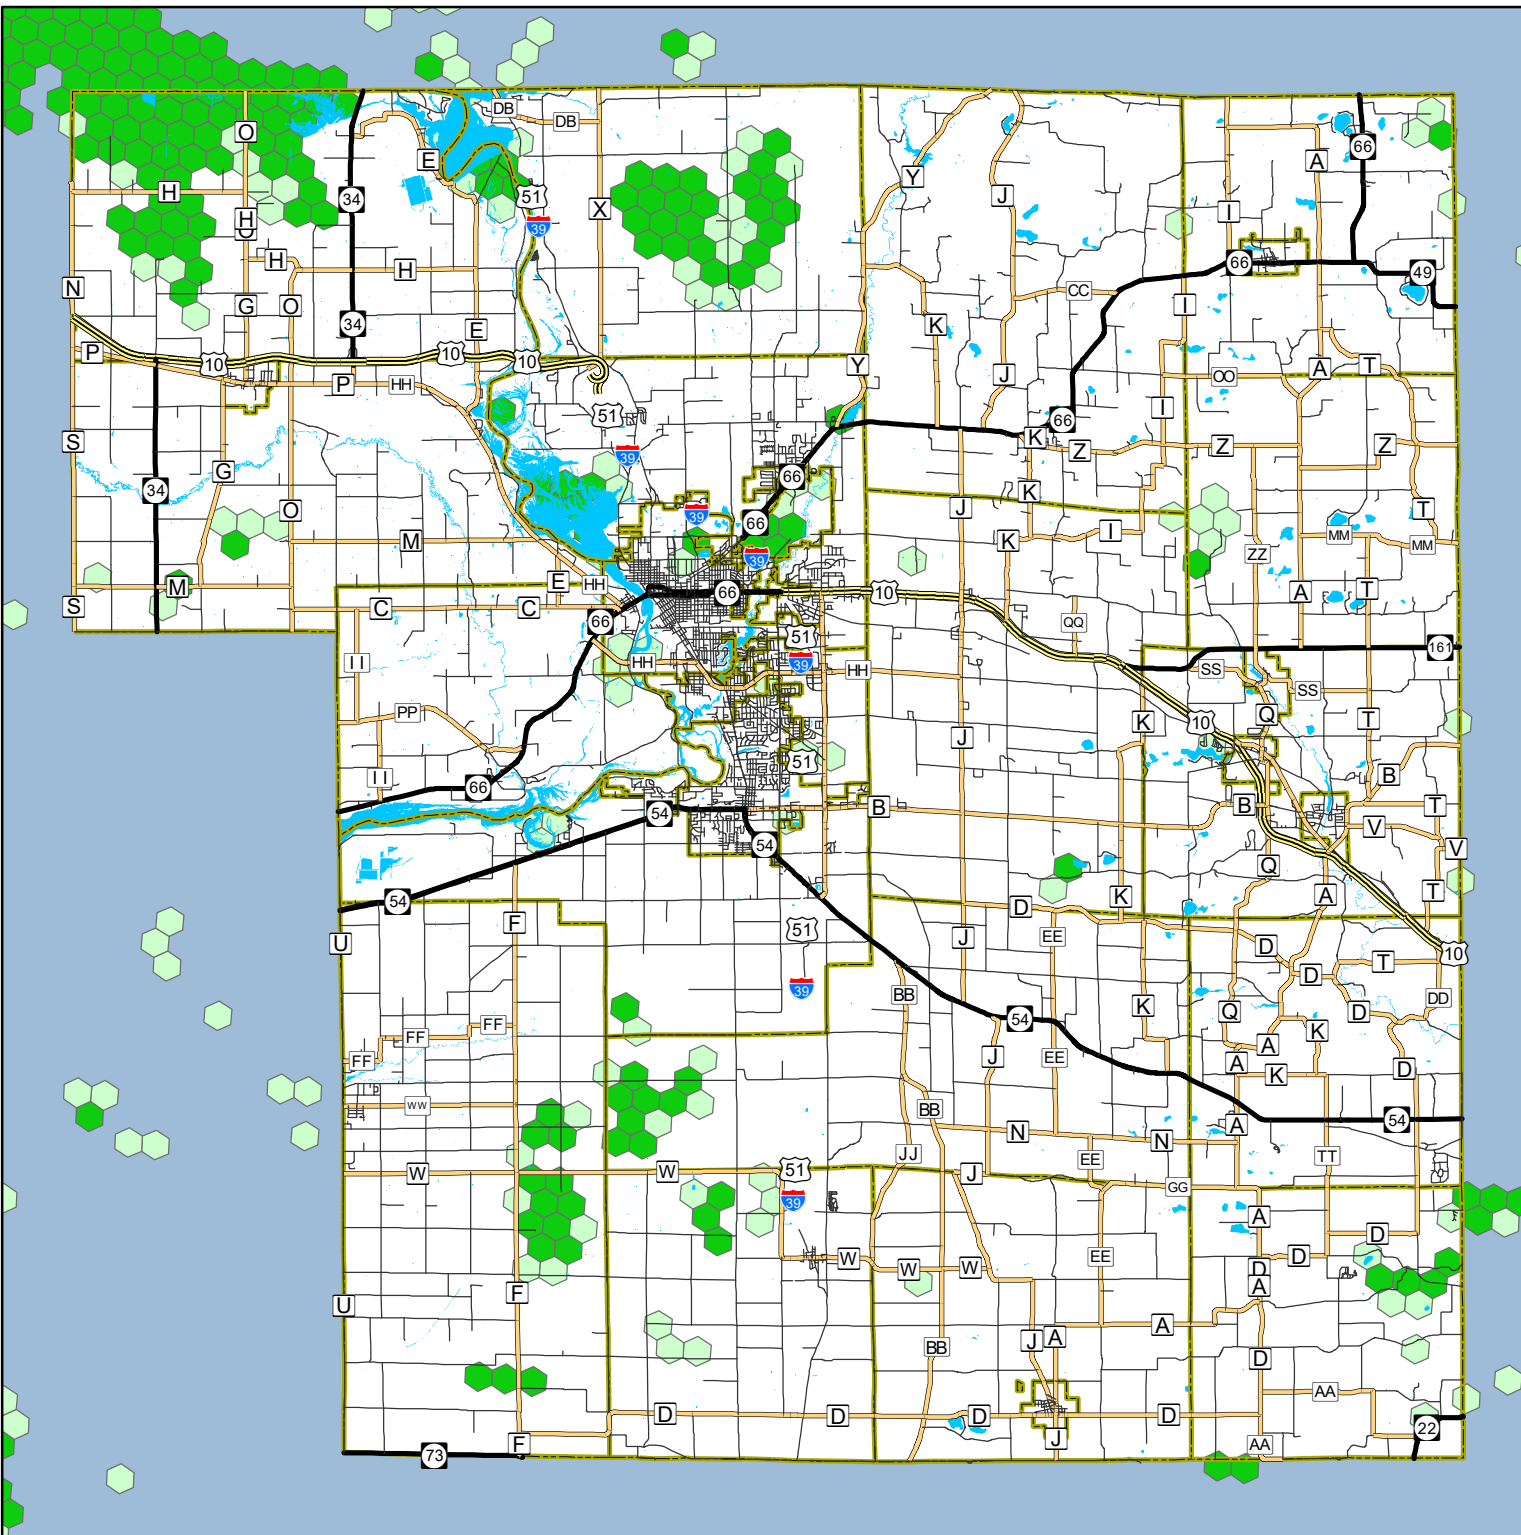 DB
DB
O
66
A
E
Y
H
34
51
J
X
I
H
O
39
66
49
H
H
N
CC
G
O
I
34
K
E
P
10
10
10
Y
A
T
J
OO
P
HH
I
51
66
K
S
Z
Z
Z
39
G
66
34
K
J
T
O
39
66
I
MM
M
K
MM
ZZ
39
E
HH
M
66
10
A
T
S
C
C
66
QQ
51
161
II
HH
39
HH
SS
SS
PP
Q
T
K
10
J
51
II
B
66
B
B
T
54
V
54
V
Q
T
A
K
54
D
F
51
EE
J
U
D
10
T
D
39
BB
DD
K
Q
D
54
FF
K
FF
A
J
EE
FF
A
D
K
WW
BB
54
A
N
N
JJ
TT
EE
51
W
W
J
GG
39
A
D
EE
D
W
W
W
D
A
F
U
A
A
J
BB
D
AA
D
D
D
D
22
J
F
AA
73